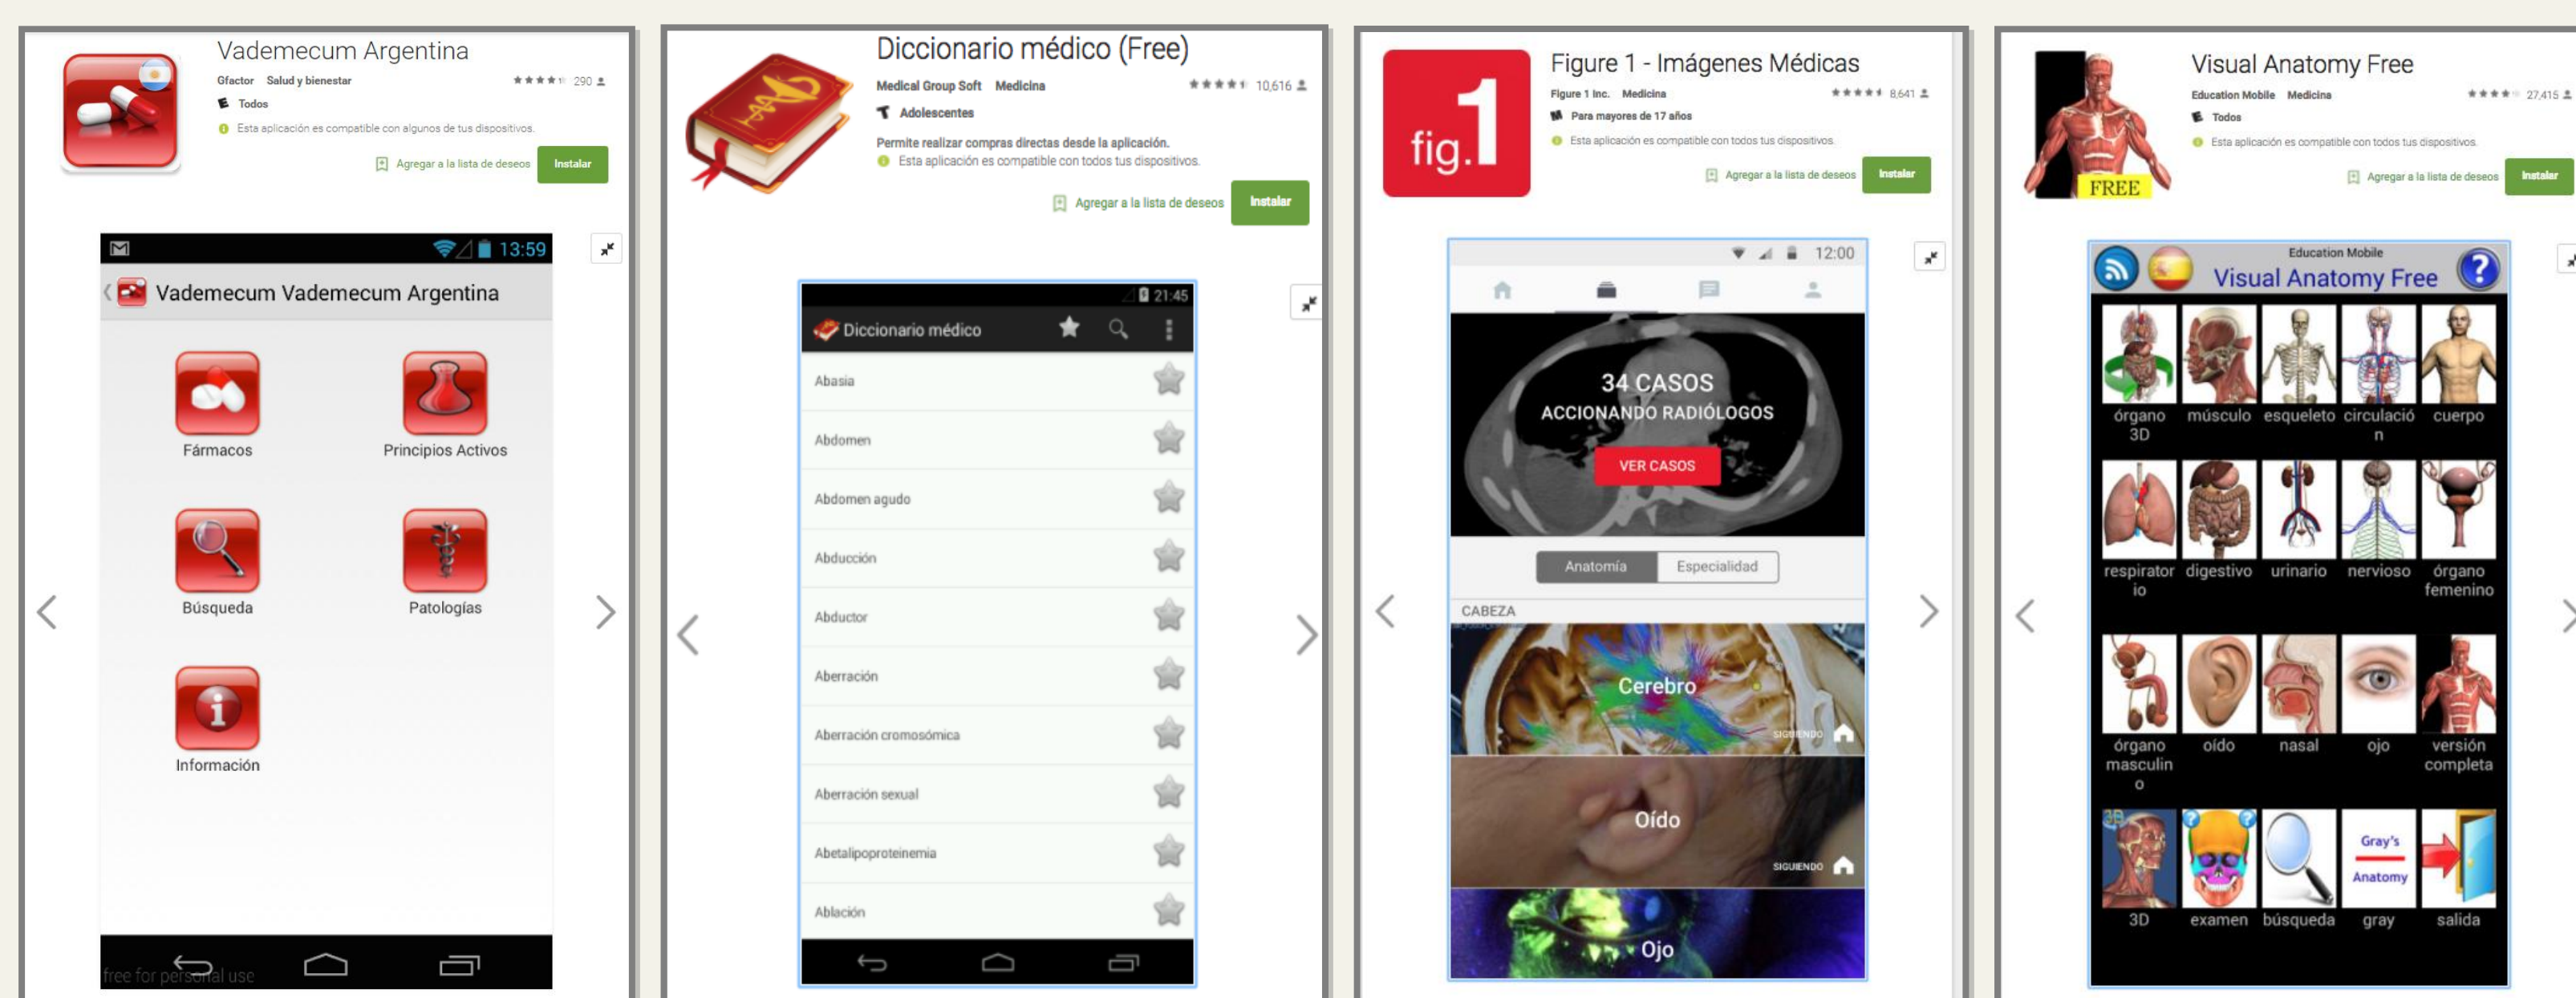 Vademecum Argentina
Gfactor Salud y bienestar
290
Todos
Esta aplicación es compatible con algunos de tus dispositivos.
Agregar a la lista de deseos
Instalar
13:59
Vademecum Vademecum Argentina
Fármacos
Principios Activos
Búsqueda
Patologías
Información
free for personal use
Diccionario médico (Free)
Medical Group Soft Medicina
10,616
Adolescentes
Permite realizar compras directas desde la aplicación.
Esta aplicación es compatible con todos tus dispositivos.
Agregar a la lista de deseos
Instalar
21:45
Diccionario médico
Abasia
Abdomen
Abdomen agudo
Abducción
Abductor
Aberración
Aberración cromosómica
Aberración sexual
Abetalipoproteinemia
Ablación
fig.1
Figure 1 - Imágenes Médicas
Figure 1 Inc. Medicina
8,641
Para mayores de 17 años
Esta aplicación es compatible con todos tus dispositivos.
Agregar a la lista de deseos
Instalar
12:00
34 CASOS
ACCIONANDO RADIÓLOGOS
VER CASOS
Anatomía
Especialidad
CABEZA
Cerebro
SIGUIENDO
Oído
SIGUIENDO
Ojo
FREE
Visual Anatomy Free
Education Mobile Medicina
27,415
Todos
Esta aplicación es compatible con todos tus dispositivos.
Agregar a la lista de deseos
Instalar
Education Mobile
Visual Anatomy Free
?
órgano músculo esqueleto circulació cuerpo
3D n
respirator digestivo urinario nervioso órgano
io femenino
órgano oído nasal ojo versión
masculin completa
o
3D
? ?
Gray's
Anatomy
3D examen búsqueda gray salida